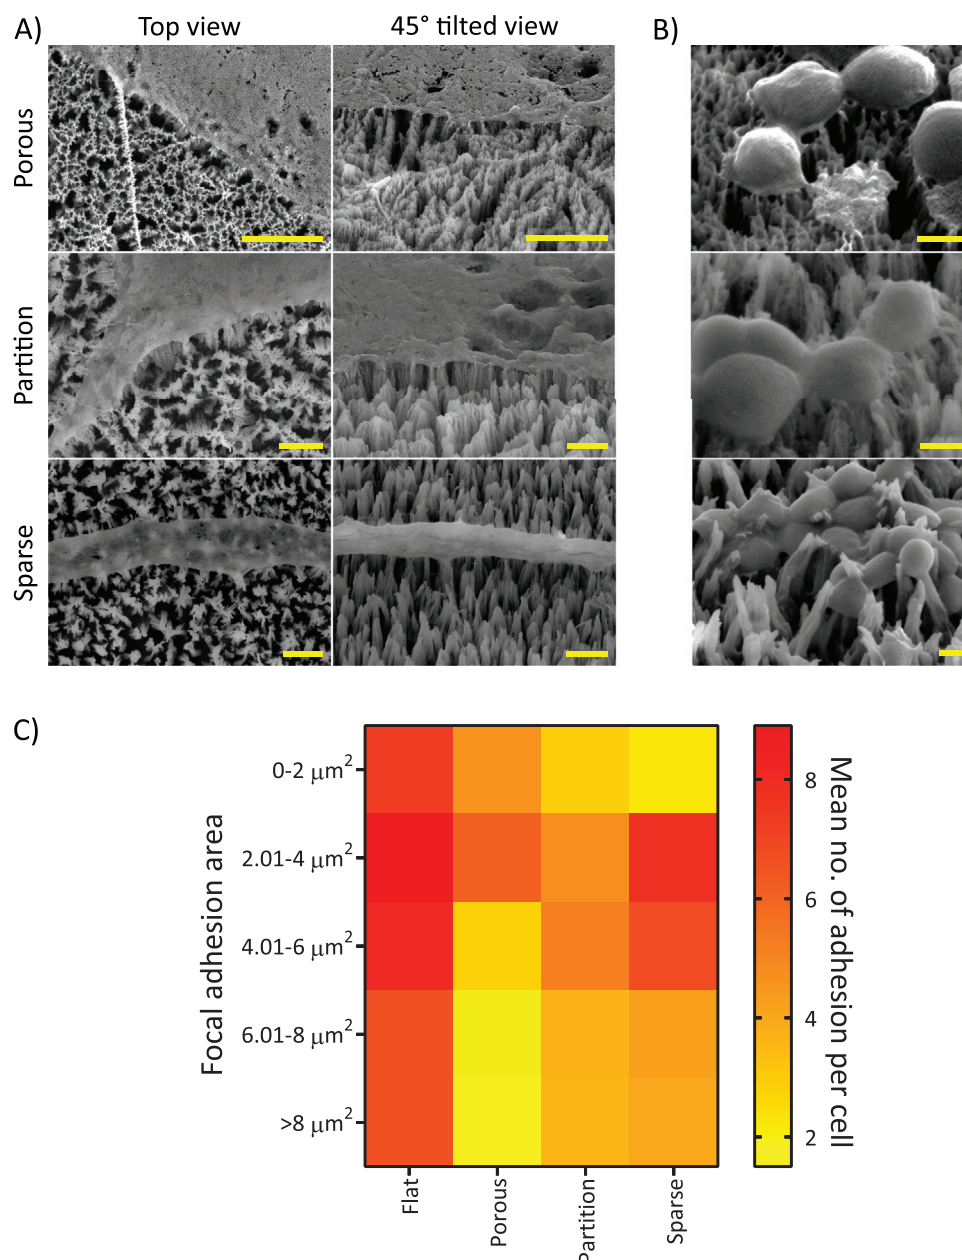 A)
Top view
45° tilted view
B)
Porous
Partition
Sparse
C)
Focal adhesion area
0-2 μm²
2.01-4 μm²
4.01-6 μm²
6.01-8 μm²
>8 μm²
Flat
Porous
Partition
Sparse
8
6
4
2
Mean no. of adhesion per cell